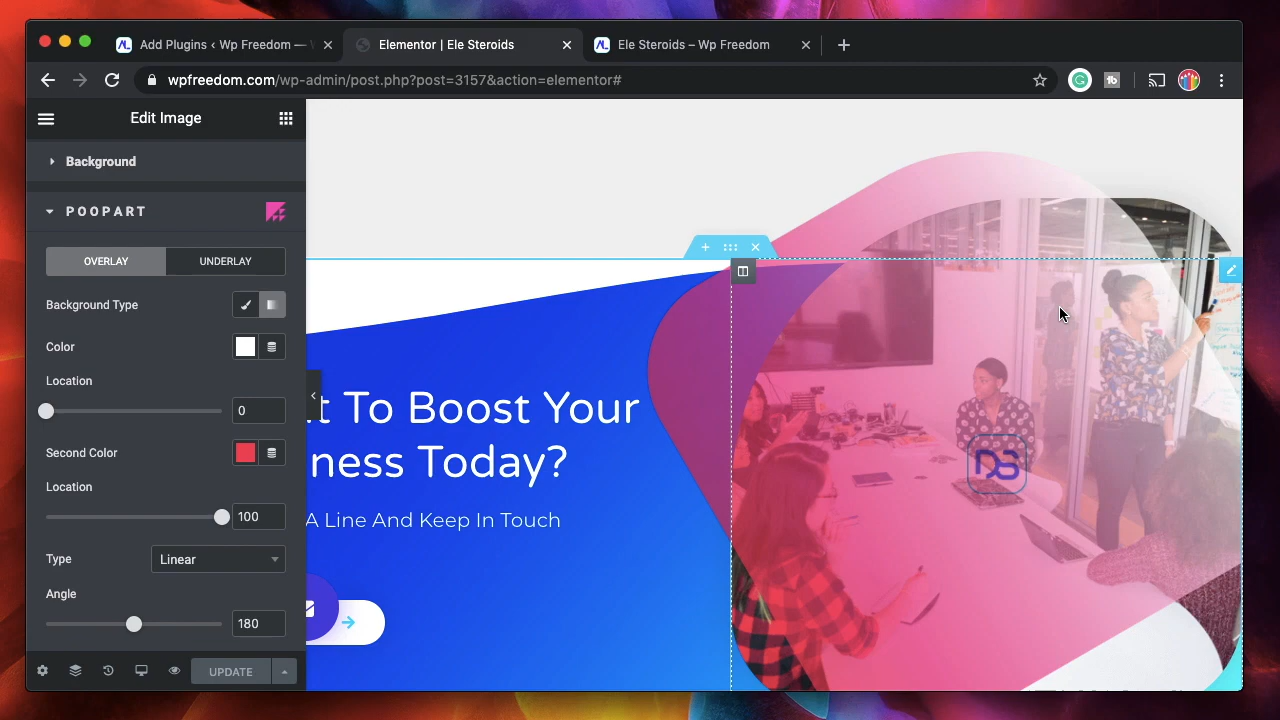 Add Plugins ‹ Wp Freedom —
Elementor | Ele Steroids
Ele Steroids – Wp Freedom
wpfreedom.com/wp-admin/post.php?post=3157&action=elementor#
Edit Image
Background
POOPART
OVERLAY
UNDERLAY
Background Type
Color
Location
0
Second Color
Location
100
Type
Linear
Angle
180
UPDATE
t To Boost Your
ness Today?
A Line And Keep In Touch
DS